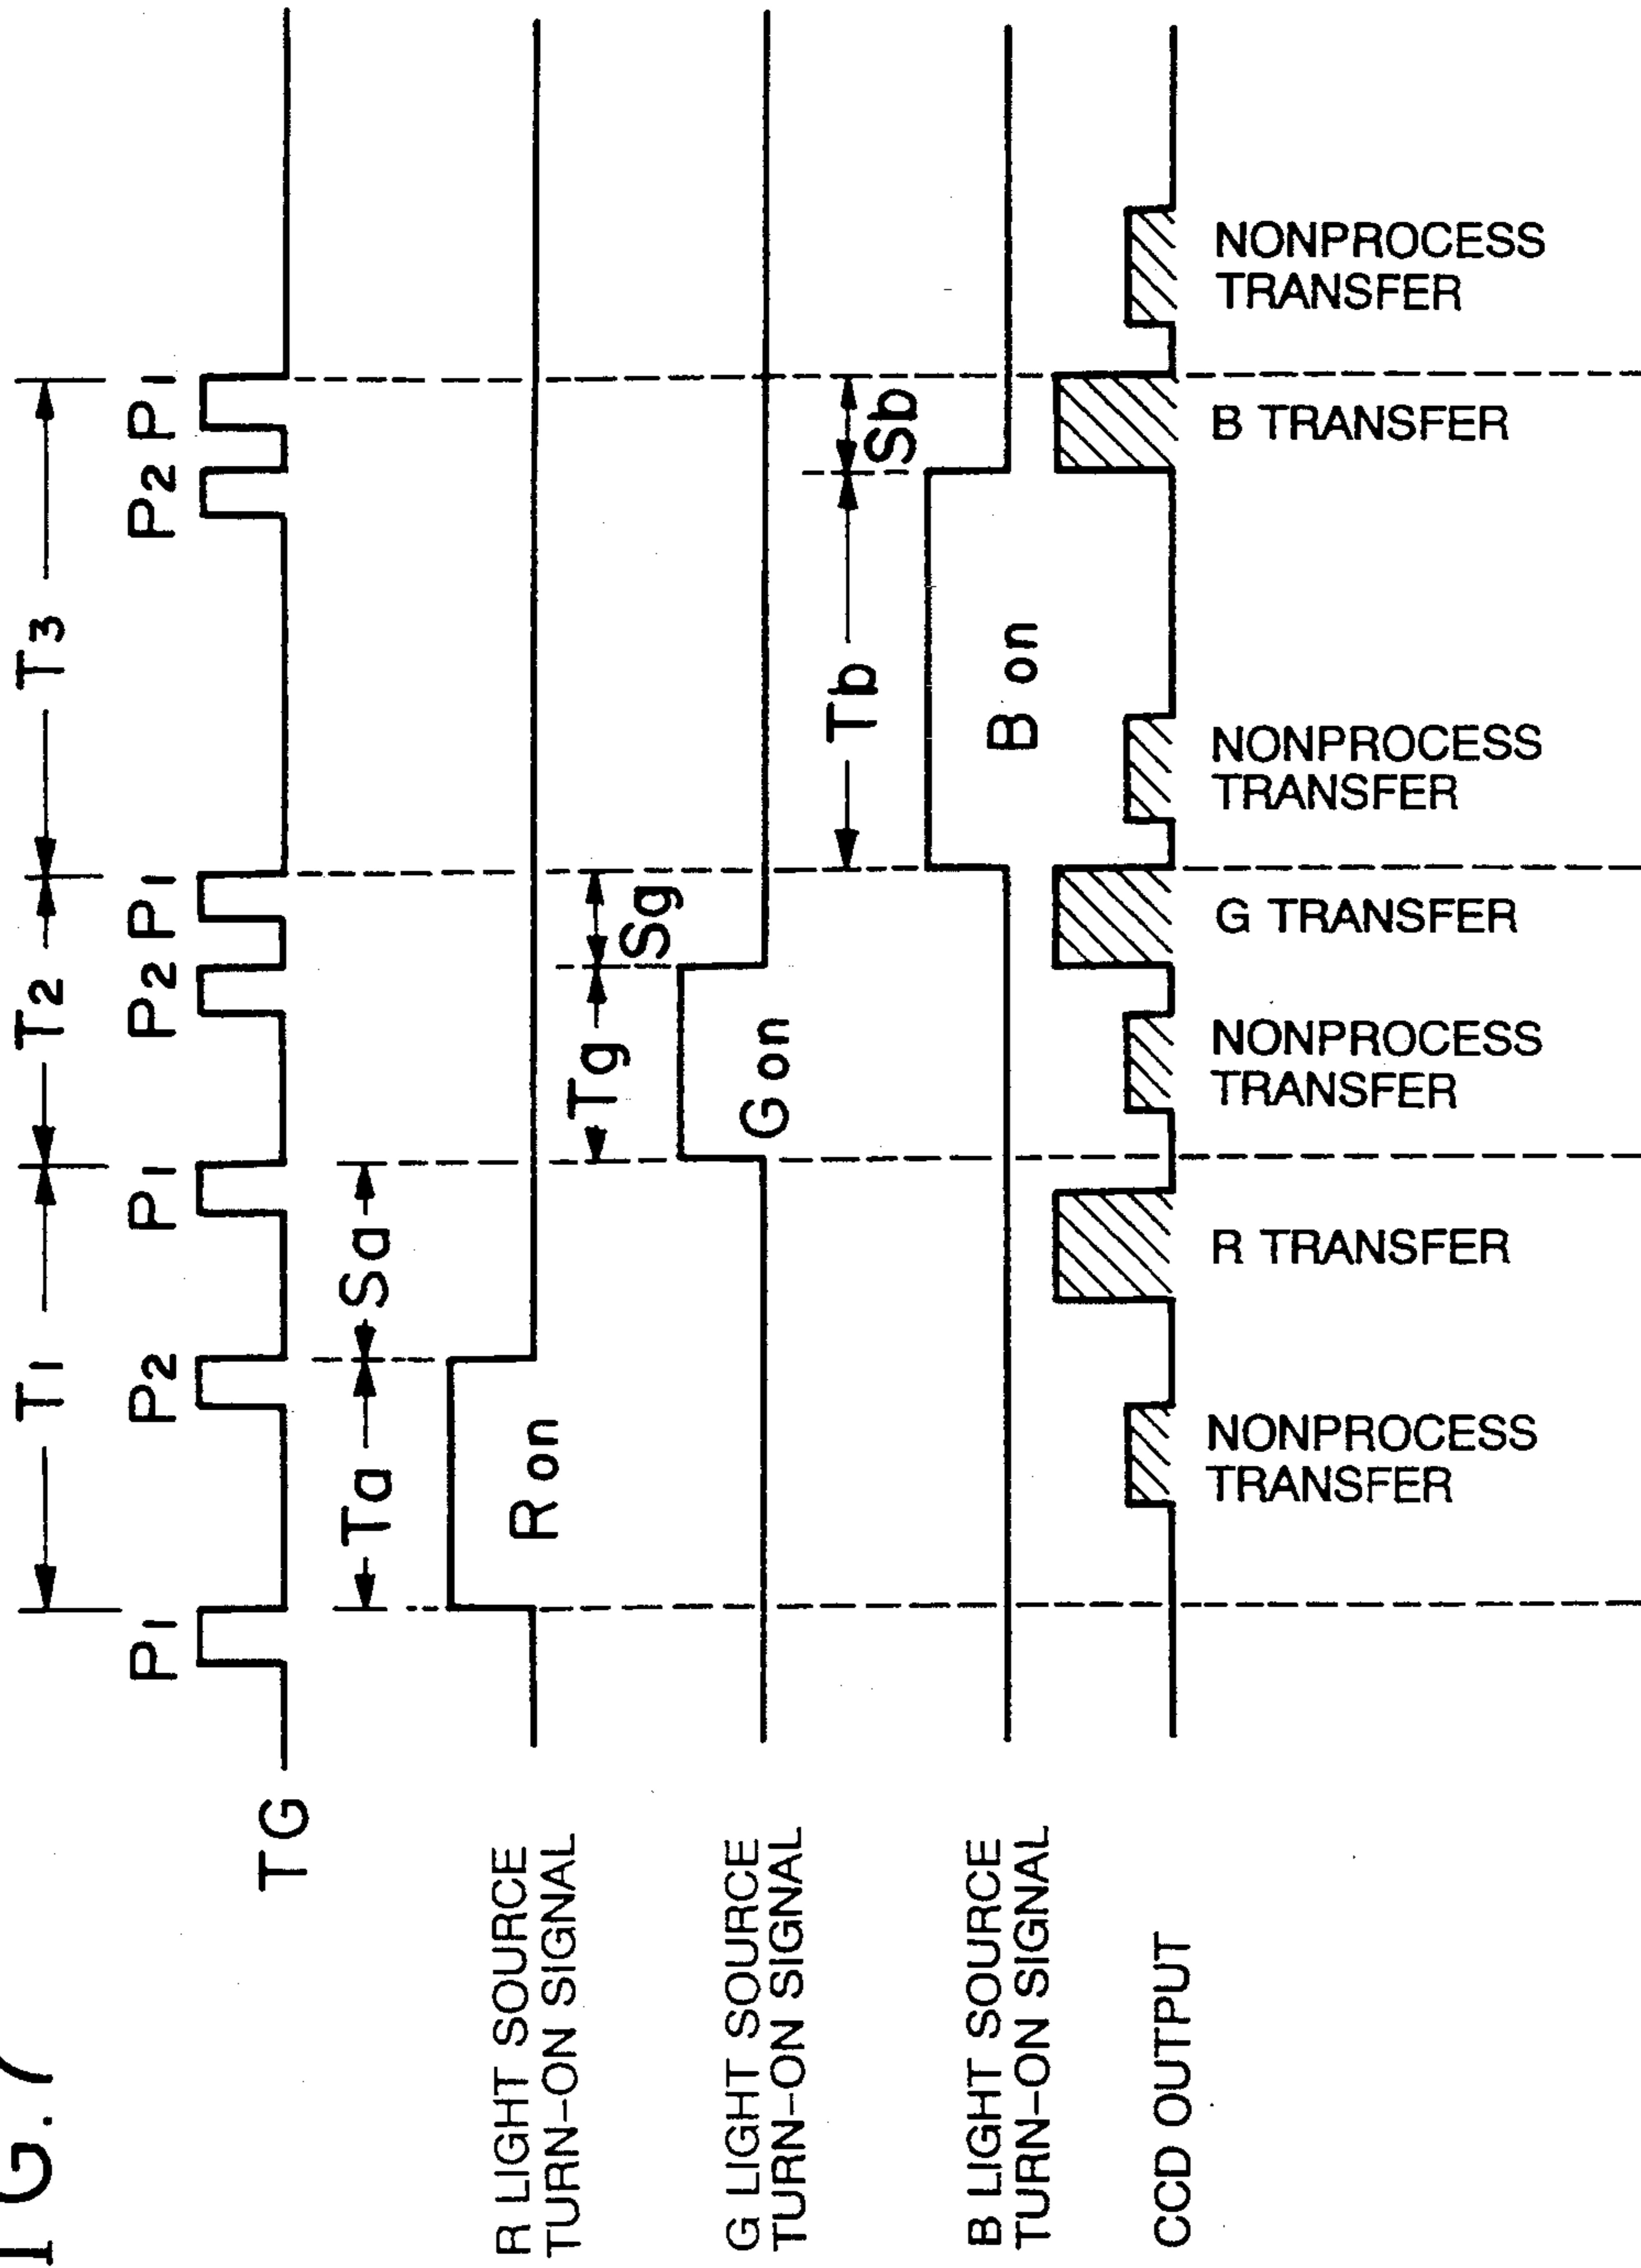 FIG.7
T1 T2 T3
P1 P2 P1 P2 P1 P2 P1
TG
Ta Sa
R LIGHT SOURCE
TURN-ON SIGNAL
R on
Tg Sg
G LIGHT SOURCE
TURN-ON SIGNAL
G on
Tb Sb
B LIGHT SOURCE
TURN-ON SIGNAL
B on
CCD OUTPUT
NONPROCESS
TRANSFER
R TRANSFER
NONPROCESS
TRANSFER
G TRANSFER
NONPROCESS
TRANSFER
B TRANSFER
NONPROCESS
TRANSFER